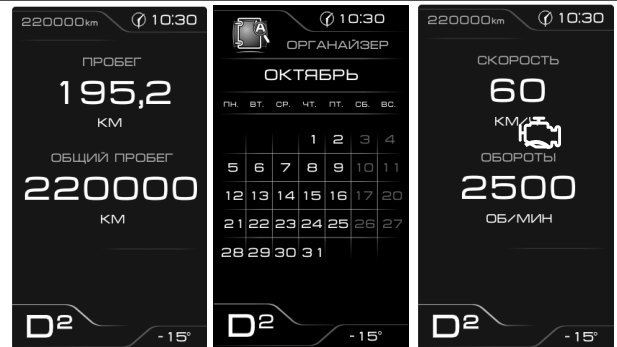 220000km 10:30
ПРОБЕГ
195,2
КМ
ОБЩИЙ ПРОБЕГ
220000
КМ
D2
-15°
10:30
A
ОРГАНАЙЗЕР
ОКТЯБРЬ
ПН. ВТ. СР. ЧТ. ПТ. СБ. ВС.
1 2 3 4
5 6 7 8 9 10 11
12 13 14 15 16 17 20
21 22 23 24 25 26 27
28 29 30 31
D2
-15°
220000km 10:30
СКОРОСТЬ
60
ОБОРОТЫ
2500
ОБ/МИН
D2
-15°